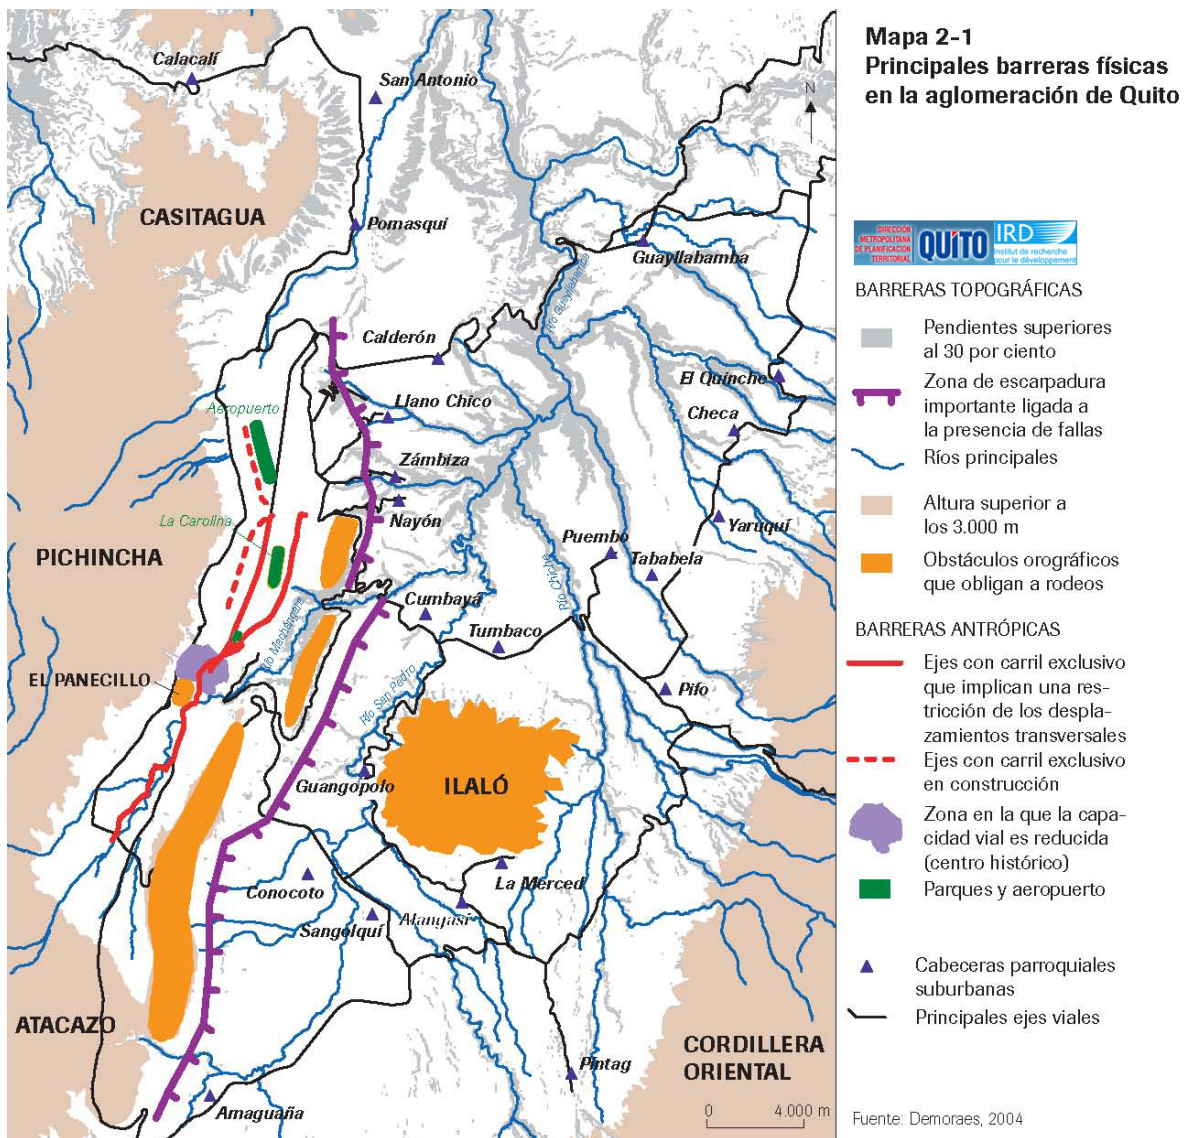 Mapa 2-1
Principales barreras físicas
en la aglomeración de Quito
N
DIRECCIÓN
METROPOLITANA
DE PLANIFICACIÓN
TERRITORIAL
QUITO
IRD
Institut de recherche
pour le développement
BARRERAS TOPOGRÁFICAS
Pendientes superiores
al 30 por ciento
Zona de escarpadura
importante ligada a
la presencia de fallas
Ríos principales
Altura superior a
los 3.000 m
Obstáculos orográficos
que obligan a rodeos
BARRERAS ANTRÓPICAS
Ejes con carril exclusivo
que implican una res-
tricción de los despla-
zamientos transversales
Ejes con carril exclusivo
en construcción
Zona en la que la capa-
cidad vial es reducida
(centro histórico)
Parques y aeropuerto
Cabeceras parroquiales
suburbanas
Principales ejes viales
Fuente: Demoraes, 2004
Calacalí
San Antonio
CASITAGUA
Pomasqui
Guayllabamba
Río Guayllabamba
Calderón
El Quinche
Llano Chico
Checa
Aeropuerto
Zámbiza
La Carolina
Nayón
Yaruquí
PICHINCHA
Puembo
Tababela
Río Chiche
Cumbayá
Tumbaco
Río Machángara
EL PANECILLO
Río San Pedro
Pifo
Guangopolo
ILALÓ
Conocoto
La Merced
Sangolquí
Alangasí
ATACAZO
CORDILLERA
ORIENTAL
Píntag
Amaguaña
0 4.000 m